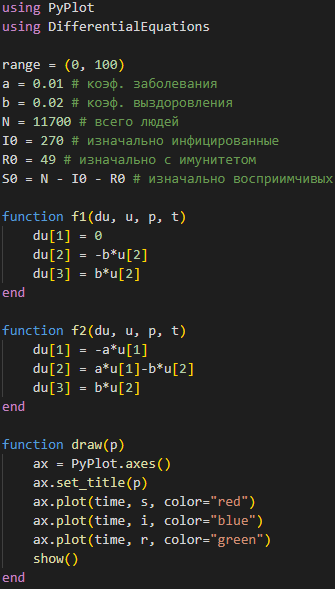 using PyPlot
using DifferentialEquations

range = (0, 100)
a = 0.01 # коэф. заболевания
b = 0.02 # коэф. выздоровления
N = 11700 # всего людей
I0 = 270 # изначально инфицированные
R0 = 49 # изначально с имунитетом
S0 = N - I0 - R0 # изначально восприимчивых

function f1(du, u, p, t)
    du[1] = 0
    du[2] = -b*u[2]
    du[3] = b*u[2]
end

function f2(du, u, p, t)
    du[1] = -a*u[1]
    du[2] = a*u[1]-b*u[2]
    du[3] = b*u[2]
end

function draw(p)
    ax = PyPlot.axes()
    ax.set_title(p)
    ax.plot(time, s, color="red")
    ax.plot(time, i, color="blue")
    ax.plot(time, r, color="green")
    show()
end